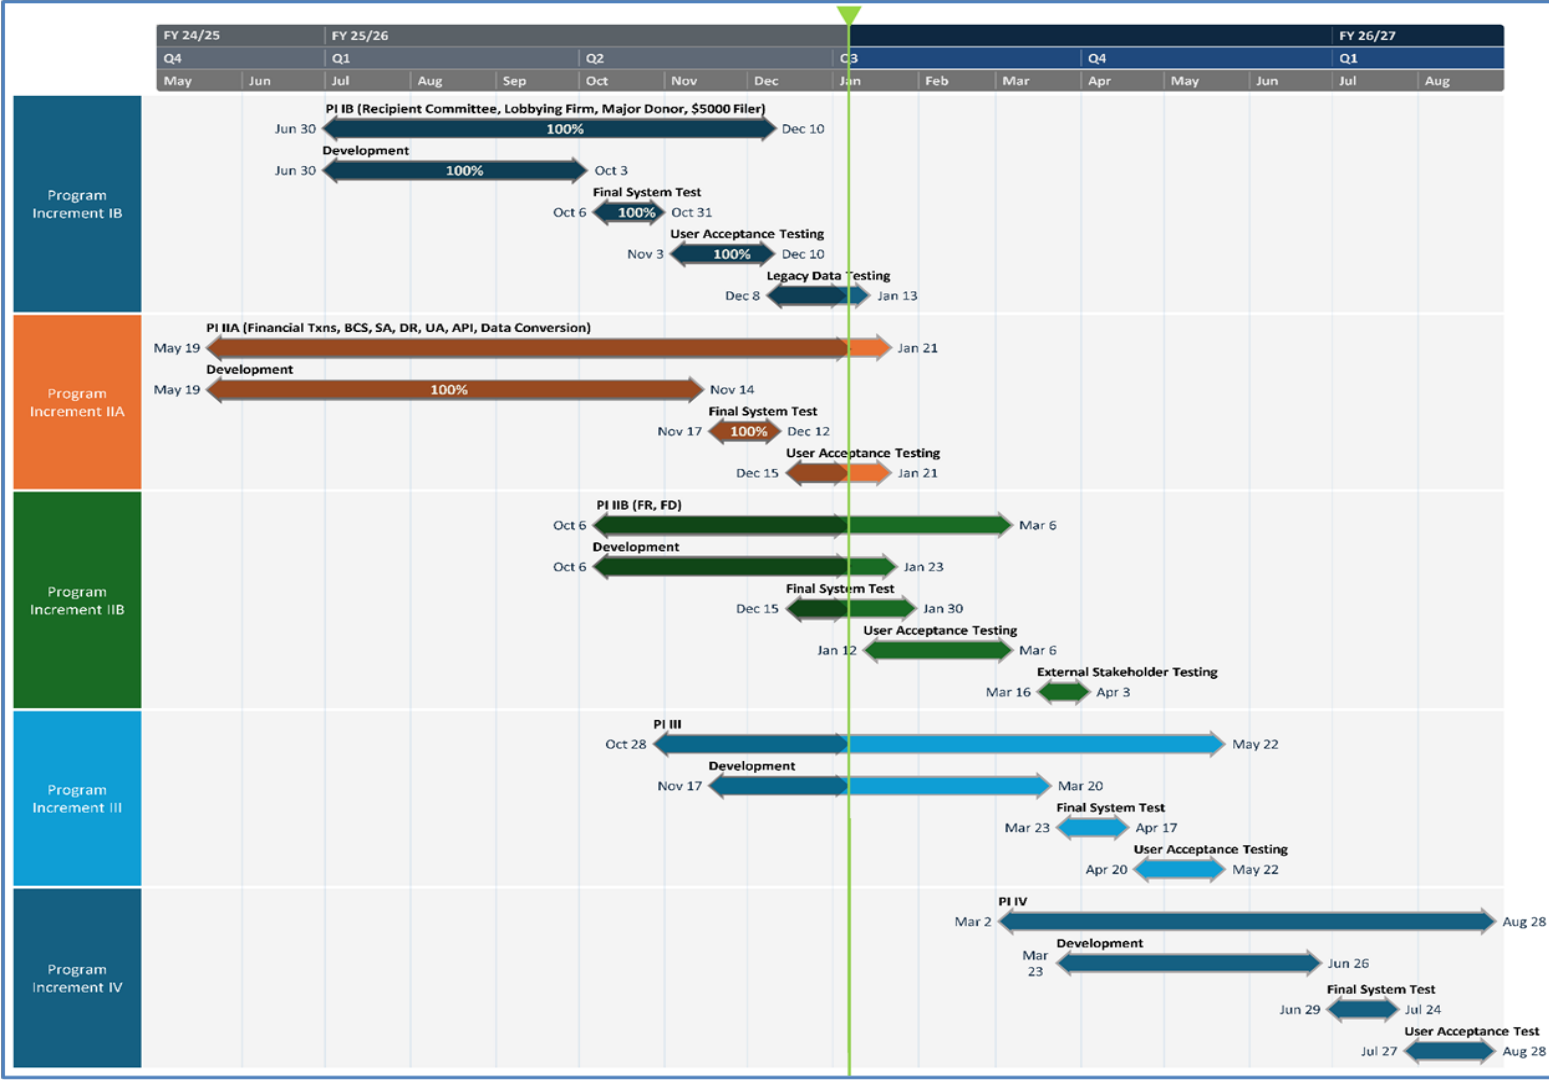 FY 24/25 FY 25/26 FY 26/27
Q4 Q1 Q2 Q3 Q4 Q1
May Jun Jul Aug Sep Oct Nov Dec Jan Feb Mar Apr May Jun Jul Aug
Program
Increment IB
PI IB (Recipient Committee, Lobbying Firm, Major Donor, $5000 Filer)
Jun 30 100% Dec 10
Development
Jun 30 100% Oct 3
Final System Test
Oct 6 100% Oct 31
User Acceptance Testing
Nov 3 100% Dec 10
Legacy Data Testing
Dec 8 Jan 13
Program
Increment IIA
PI IIA (Financial Txns, BCS, SA, DR, UA, API, Data Conversion)
May 19 Jan 21
Development
May 19 100% Nov 14
Final System Test
Nov 17 100% Dec 12
User Acceptance Testing
Dec 15 Jan 21
Program
Increment IIB
PI IIB (FR, FD)
Oct 6 Mar 6
Development
Oct 6 Jan 23
Final System Test
Dec 15 Jan 30
User Acceptance Testing
Jan 12 Mar 6
External Stakeholder Testing
Mar 16 Apr 3
Program
Increment III
PI III
Oct 28 May 22
Development
Nov 17 Mar 20
Final System Test
Mar 23 Apr 17
User Acceptance Testing
Apr 20 May 22
Program
Increment IV
PI IV
Mar 2 Aug 28
Development
Mar
23 Jun 26
Final System Test
Jun 29 Jul 24
User Acceptance Test
Jul 27 Aug 28